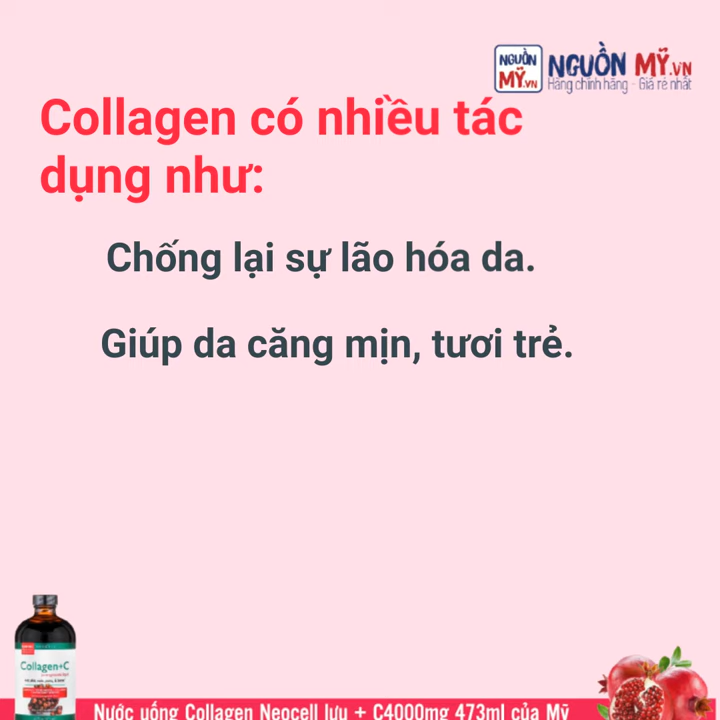 NGUỒN
MỸ.VN
NGUỒN MỸ.VN
Hàng chính hãng - Giá rẻ nhất
Collagen có nhiều tác
dụng như:
Chống lại sự lão hóa da.
Giúp da căng mịn, tươi trẻ.
Collagen+C
Nước uống Collagen Neocell lựu + C4000mg 473ml của Mỹ